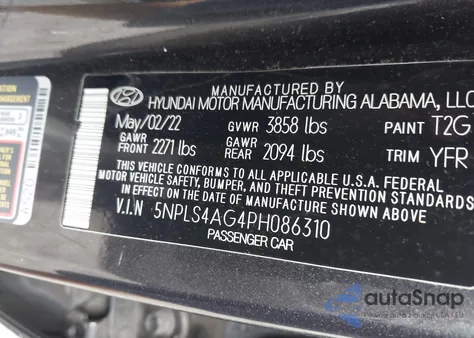 MANUFACTURED BY
HYUNDAI MOTOR MANUFACTURING ALABAMA, LLC
May/02/22 GVWR 3858 lbs PAINT T2G
GAWR FRONT 2271 lbs GAWR REAR 2094 lbs TRIM YFR
THIS VEHICLE CONFORMS TO ALL APPLICABLE U.S.A. FEDERAL
MOTOR VEHICLE SAFETY, BUMPER, AND THEFT PREVENTION STANDARDS
IN EFFECT ON THE DATE OF MANUFACTURE SHOWN ABOVE.
V.I.N 5NPLS4AG4PH086310
PASSENGER CAR
autoSnap